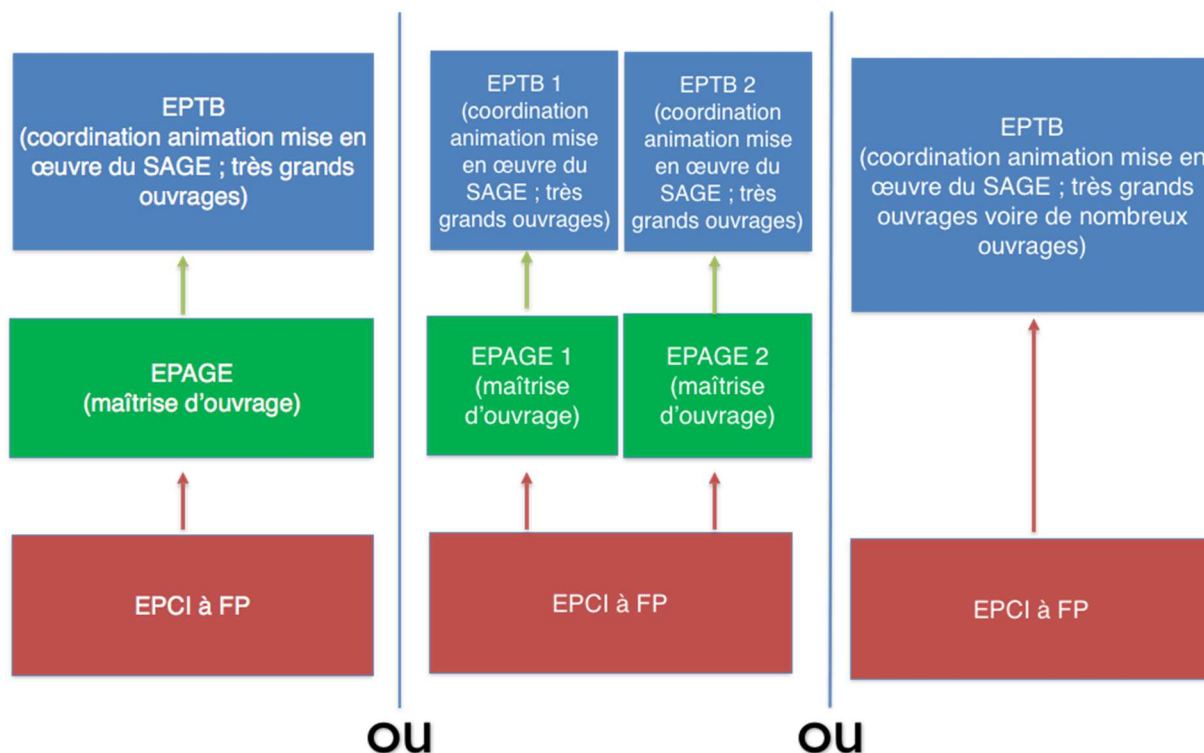 EPTB
(coordination animation mise en
œuvre du SAGE ; très grands
ouvrages)
EPAGE
(maîtrise d'ouvrage)
EPCI à FP
ou
EPTB 1
(coordination
animation mise
en œuvre du
SAGE ; très
grands ouvrages)
EPTB 2
(coordination
animation mise
en œuvre du
SAGE ; très
grands ouvrages)
EPAGE 1
(maîtrise
d'ouvrage)
EPAGE 2
(maîtrise
d'ouvrage)
EPCI à FP
ou
EPTB
(coordination animation mise en
œuvre du SAGE ; très grands
ouvrages voire de nombreux
ouvrages)
EPCI à FP